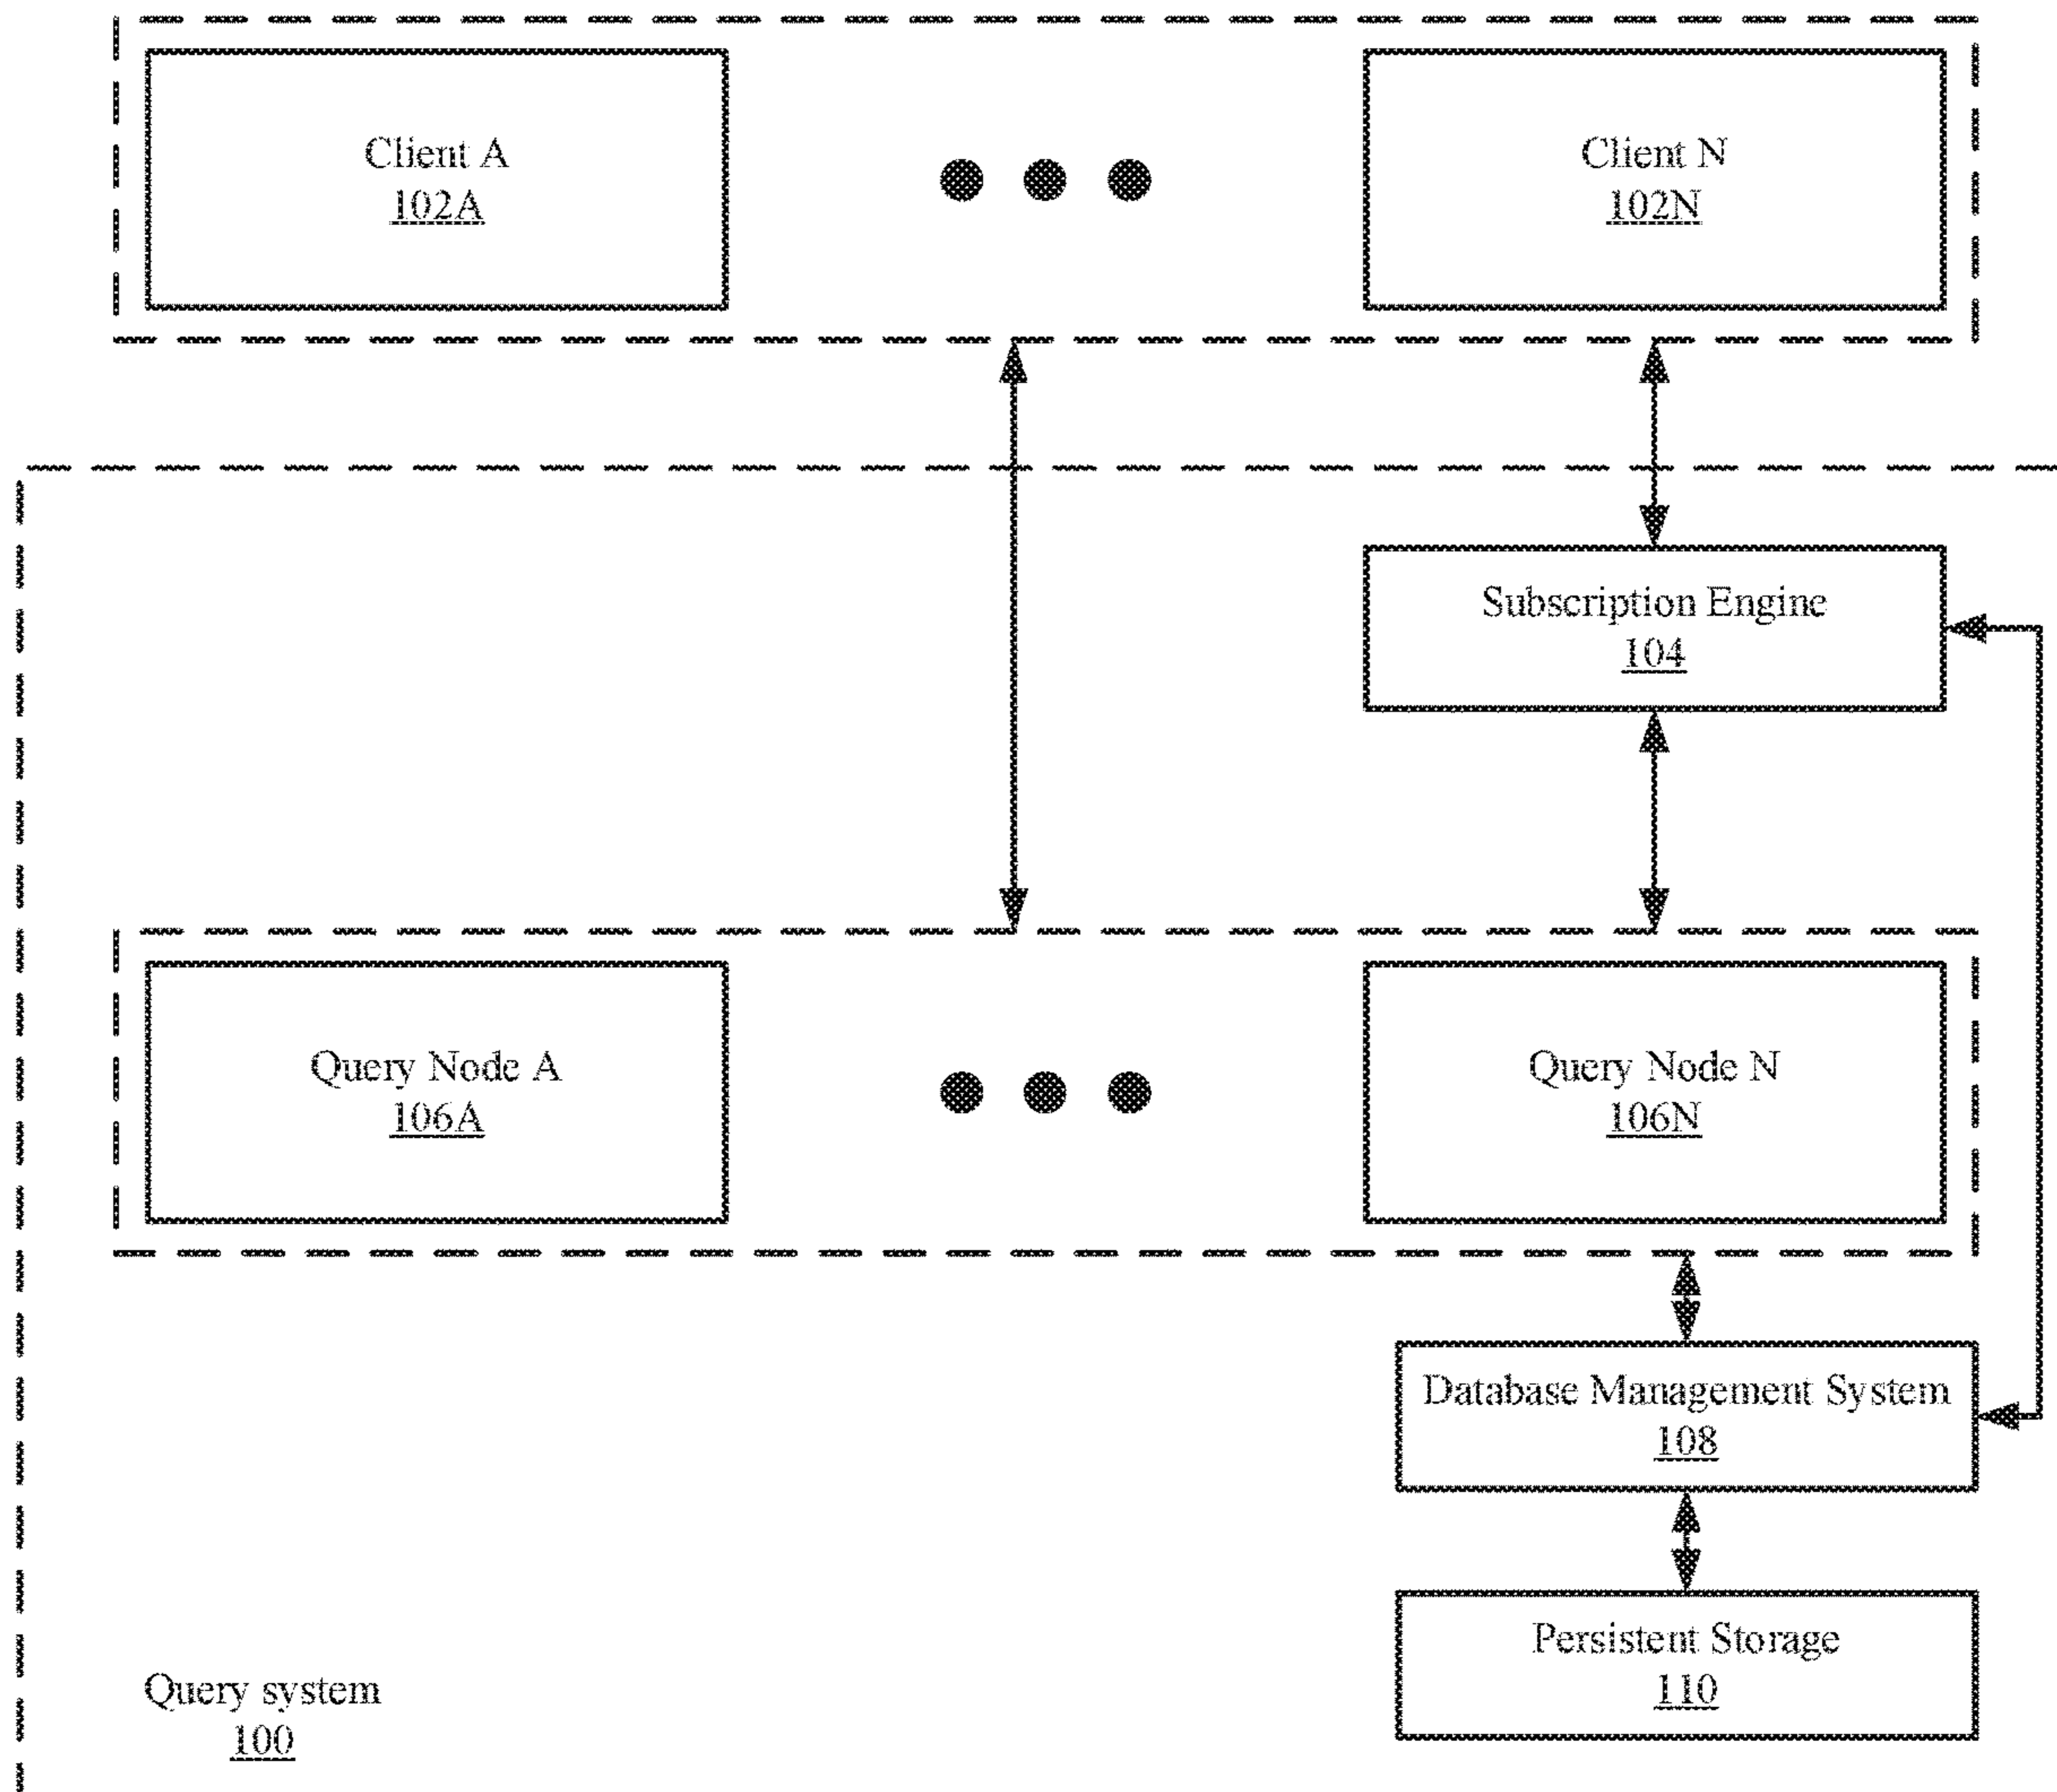 Client A
102A
Client N
102N
Subscription Engine
104
Query Node A
106A
Query Node N
106N
Database Management System
108
Persistent Storage
110
Query system
100